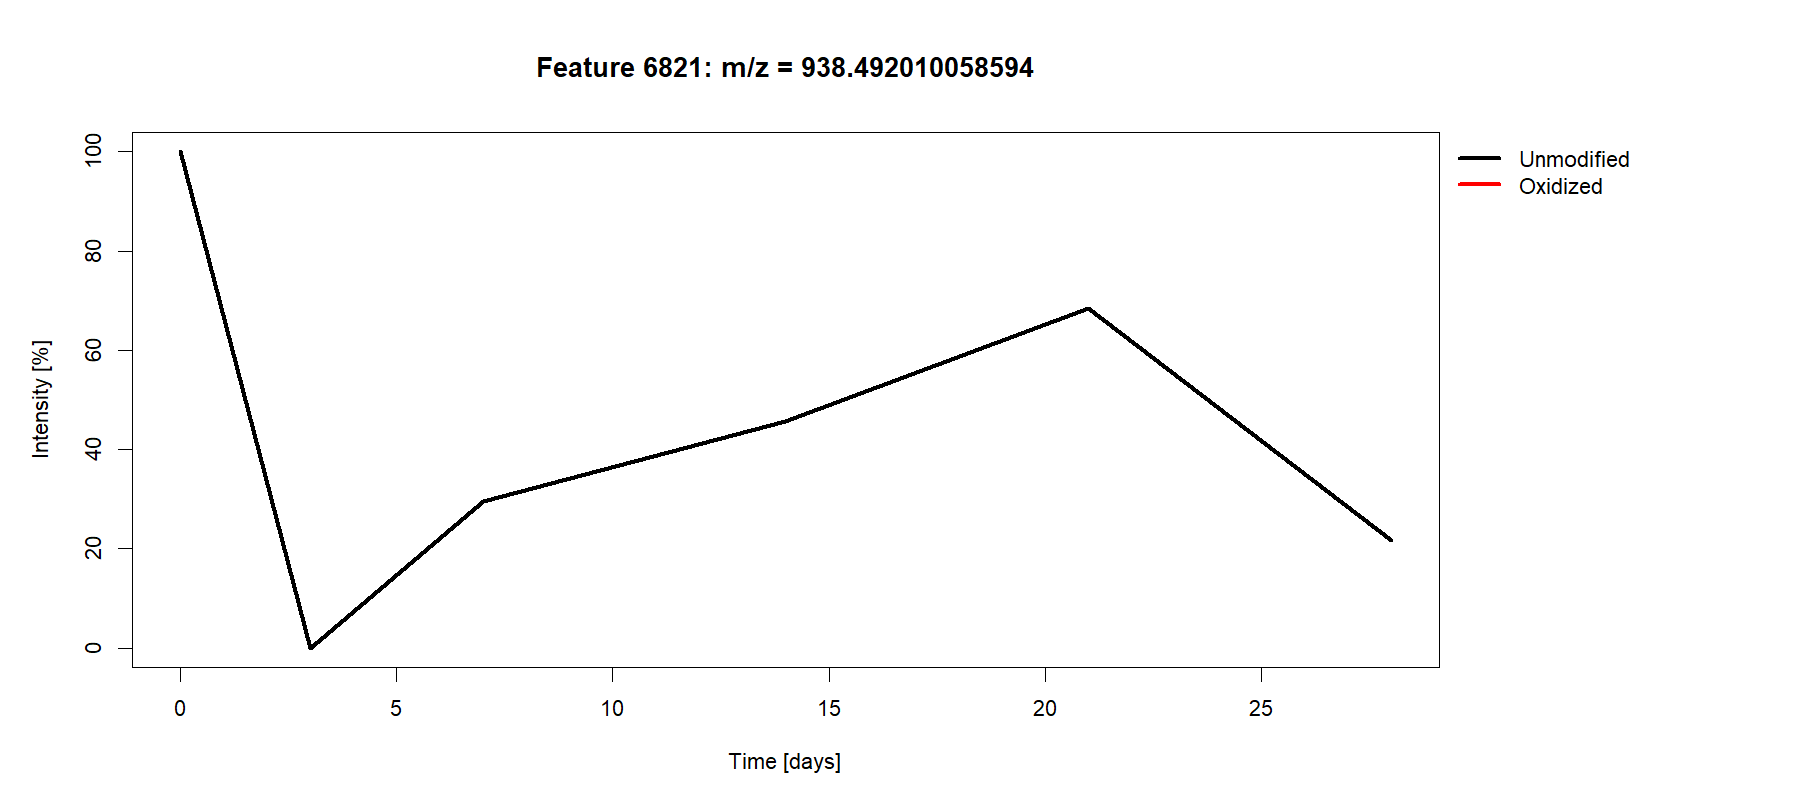 Feature 6821: m/z = 938.492010058594
Unmodified
Oxidized
Intensity [%]
100
80
60
40
20
0
0 5 10 15 20 25
Time [days]